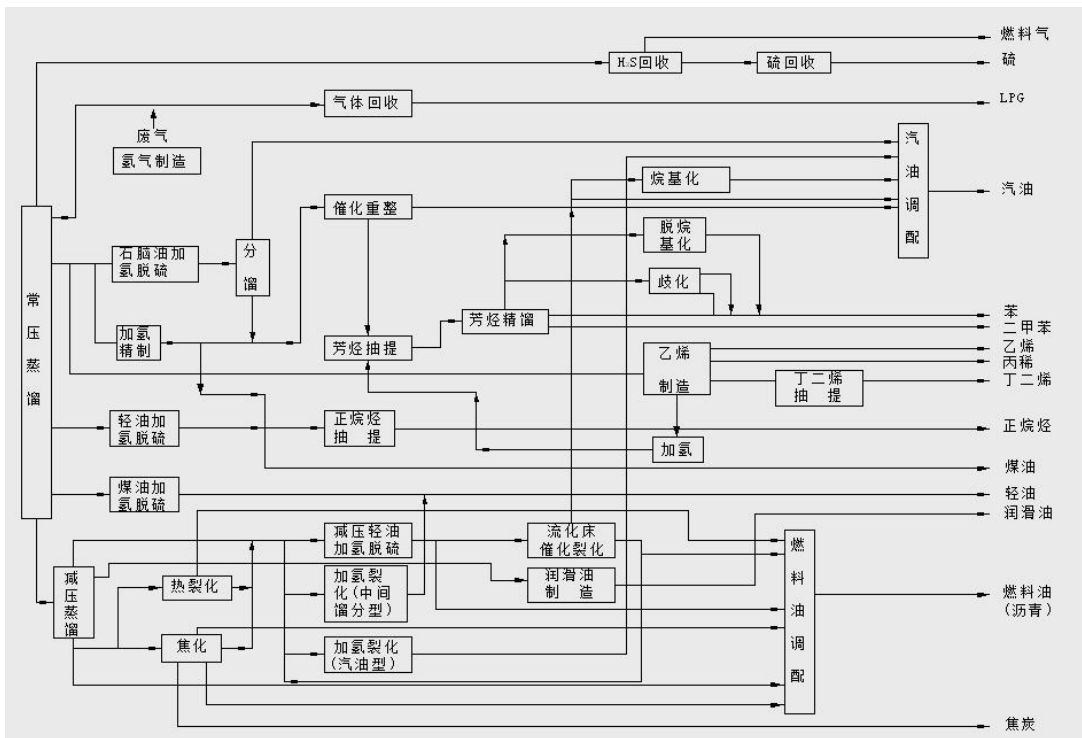 燃料气
H₂S回收
硫回收
硫
气体回收
LPG
废气
氢气制造
汽
油
调
配
汽油
烷基化
催化重整
脱烷
基化
石脑油加
氢脱硫
分
馏
歧化
常
压
蒸
馏
芳烃精馏
苯
二甲苯
加氢
精制
芳烃抽提
乙烯
制造
乙烯
丙稀
丁二烯
抽提
丁二烯
轻油加
氢脱硫
正烷烃
抽 提
正烷烃
加氢
煤油
煤油加
氢脱硫
轻油
润滑油
减压轻油
加氢脱硫
流化床
催化裂化
燃
料
油
调
配
减
压
蒸
馏
热裂化
加氢裂
化(中间
馏分型)
润滑油
制造
燃料油
(沥青)
焦化
加氢裂化
(汽油型)
焦炭